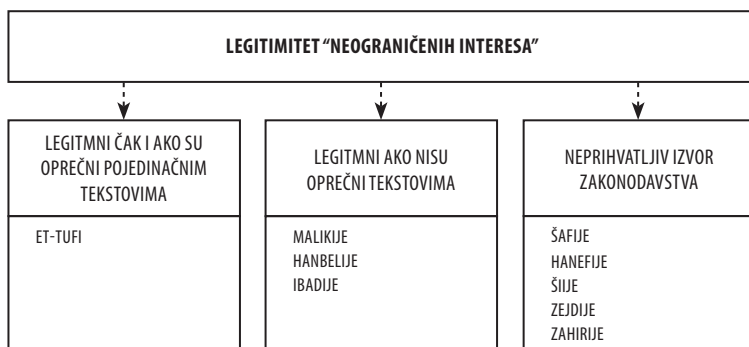 LEGITIMITET “NEOGRANIČENIH INTERESA”
LEGITMNI ČAK I AKO SU
OPREČNI POJEDINAČNIM
TEKSTOVIMA
ET-TUFI
LEGITMNI AKO NISU
OPREČNI TEKSTOVIMA
MALIKIJE
HANBELIJE
IBADIJE
NEPRIHVATLJIV IZVOR
ZAKONODAVSTVA
ŠAFIJE
HANEFIJE
ŠIIJE
ZEJDIJE
ZAHIRIJE